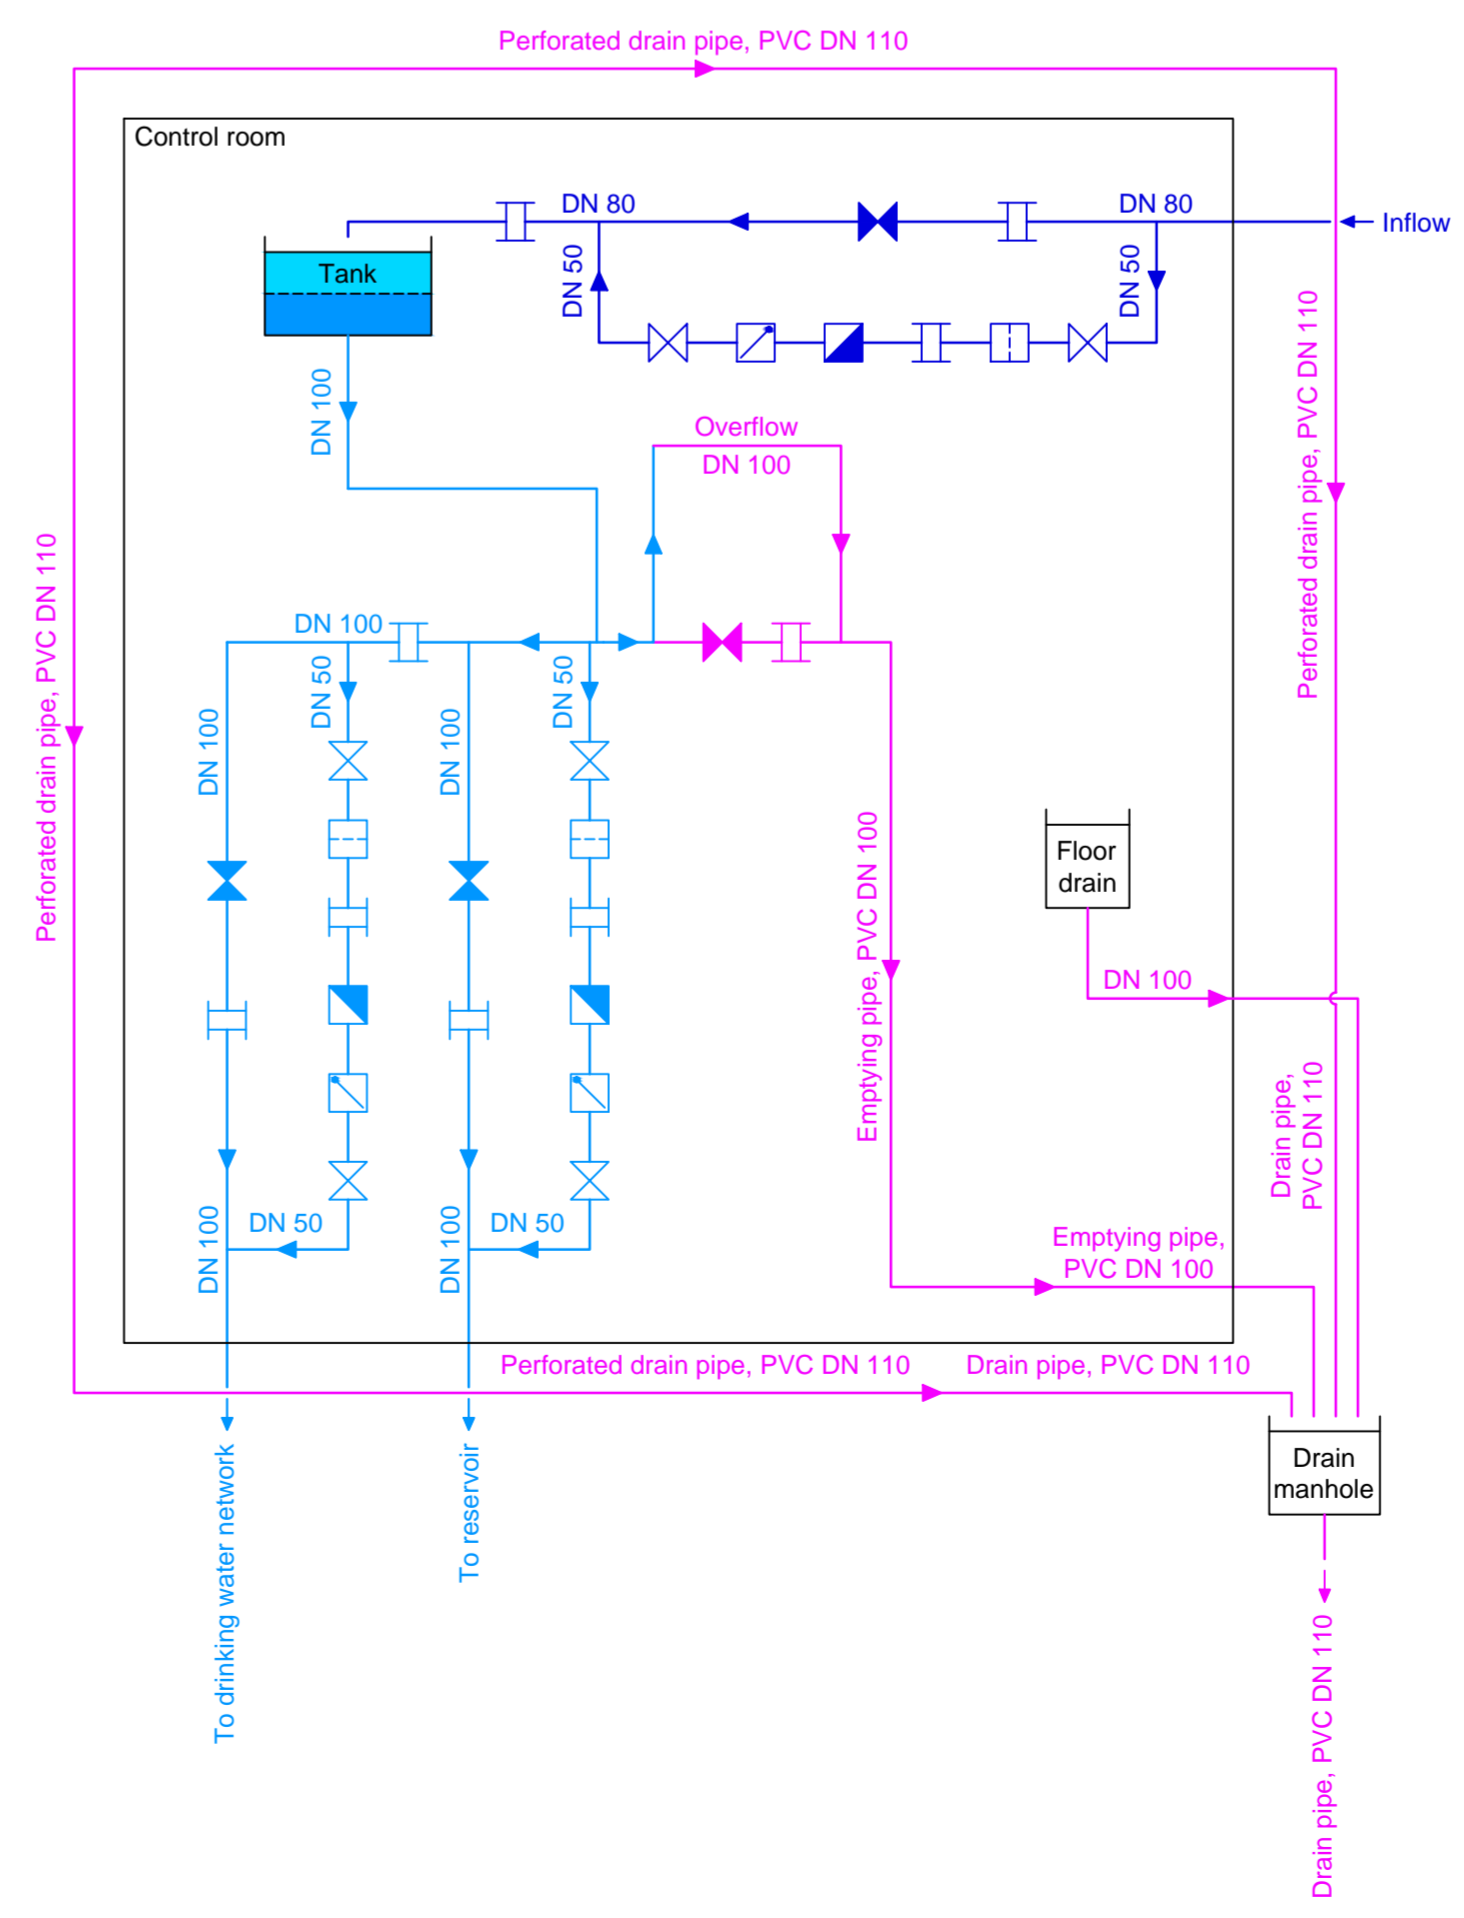 Perforated drain pipe, PVC DN 110
Control room
DN 80
DN 80
Inflow
Tank
DN 50
DN 50
Perforated drain pipe, PVC DN 110
DN 100
Overflow
DN 100
Perforated drain pipe, PVC DN 110
DN 100
DN 50
DN 50
DN 100
DN 100
Emptying pipe, PVC DN 100
Floor
drain
DN 100
Drain pipe,
PVC DN 110
DN 100
DN 50
DN 100
DN 50
Emptying pipe,
PVC DN 100
Perforated drain pipe, PVC DN 110
Drain pipe, PVC DN 110
Drain
manhole
To drinking water network
To reservoir
Drain pipe, PVC DN 110